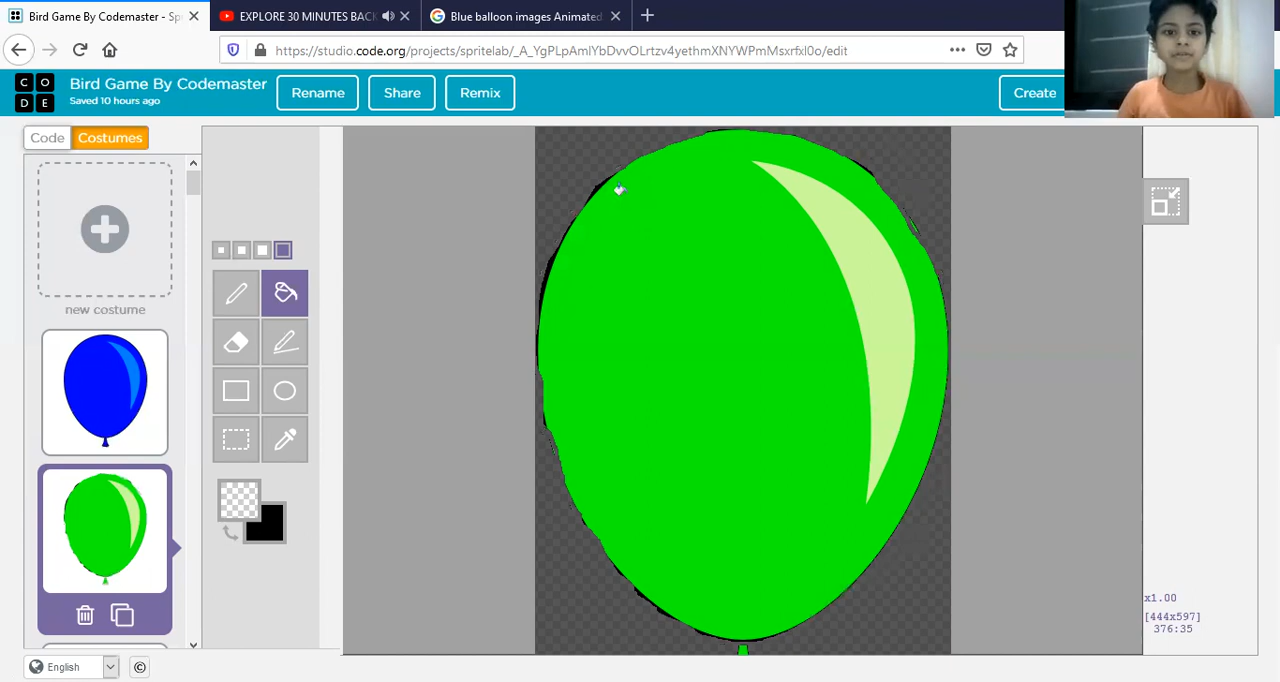 Bird Game By Codemaster - Sp
EXPLORE 30 MINUTES BACK
Blue balloon images Animated
https://studio.code.org/projects/spritelab/_A_YgPLpAmlYbDvvOLrtzv4yethmXNYWPmMsxrfxl0o/edit
C O
D E
Bird Game By Codemaster
Saved 10 hours ago
Rename
Share
Remix
Create
Code
Costumes
new costume
x1.00
[444x597]
376:35
English
©